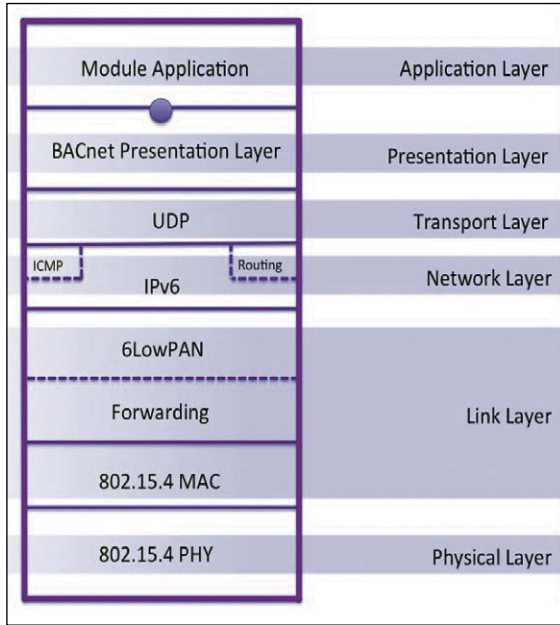 Module Application Application Layer
BACnet Presentation Layer Presentation Layer
UDP Transport Layer
ICMP Routing
IPv6 Network Layer
6LowPAN
Forwarding Link Layer
802.15.4 MAC
802.15.4 PHY Physical Layer